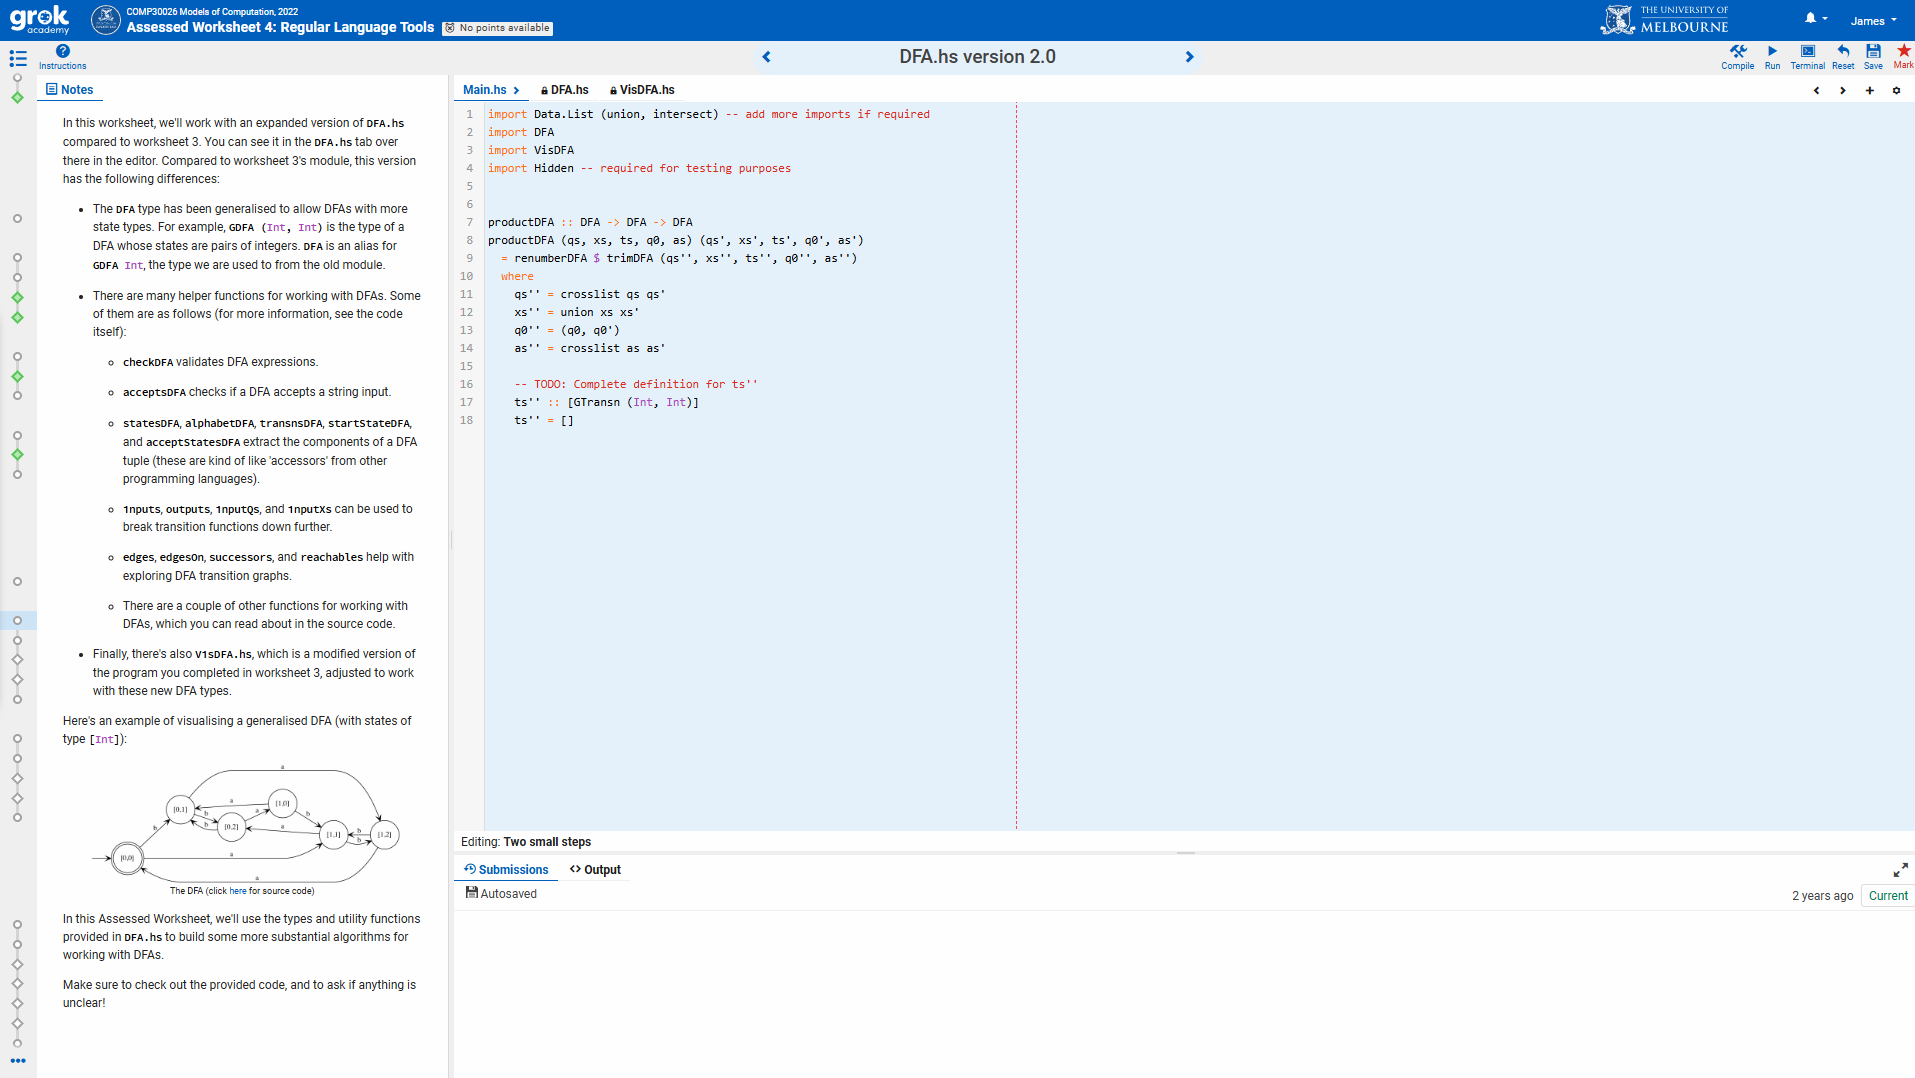 grok academy
COMP30026 Models of Computation, 2022
Assessed Worksheet 4: Regular Language Tools
No points available
THE UNIVERSITY OF
MELBOURNE
James
Instructions
DFA.hs version 2.0
Compile Run Terminal Reset Save Mark
Notes
In this worksheet, we'll work with an expanded version of DFA.hs
compared to worksheet 3. You can see it in the DFA.hs tab over
there in the editor. Compared to worksheet 3's module, this version
has the following differences:
The DFA type has been generalised to allow DFAs with more
state types. For example, GDFA (Int, Int) is the type of a
DFA whose states are pairs of integers. DFA is an alias for
GDFA Int, the type we are used to from the old module.
There are many helper functions for working with DFAs. Some
of them are as follows (for more information, see the code
itself):
checkDFA validates DFA expressions.
acceptsDFA checks if a DFA accepts a string input.
statesDFA, alphabetDFA, transnsDFA, startStateDFA,
and acceptStatesDFA extract the components of a DFA
tuple (these are kind of like 'accessors' from other
programming languages).
inputs, outputs, inputQs, and inputXs can be used to
break transition functions down further.
edges, edgesOn, successors, and reachables help with
exploring DFA transition graphs.
There are a couple of other functions for working with
DFAs, which you can read about in the source code.
Finally, there's also VisDFA.hs, which is a modified version of
the program you completed in worksheet 3, adjusted to work
with these new DFA types.
Here's an example of visualising a generalised DFA (with states of
type [Int]):
a
[0,1] a [1,0]
b a b
b [0,2] a [1,1] b [1,2]
b b
[0,0] a
a
The DFA (click here for source code)
In this Assessed Worksheet, we'll use the types and utility functions
provided in DFA.hs to build some more substantial algorithms for
working with DFAs.
Make sure to check out the provided code, and to ask if anything is
unclear!
Main.hs DFA.hs VisDFA.hs
1 import Data.List (union, intersect) -- add more imports if required
2 import DFA
3 import VisDFA
4 import Hidden -- required for testing purposes
5
6
7 productDFA :: DFA -> DFA -> DFA
8 productDFA (qs, xs, ts, q0, as) (qs', xs', ts', q0', as')
9 = renumberDFA $ trimDFA (qs'', xs'', ts'', q0'', as'')
10 where
11 qs'' = crosslist qs qs'
12 xs'' = union xs xs'
13 q0'' = (q0, q0')
14 as'' = crosslist as as'
15
16 -- TODO: Complete definition for ts''
17 ts'' :: [GTransn (Int, Int)]
18 ts'' = []
Editing: Two small steps
Submissions <> Output
Autosaved
2 years ago Current